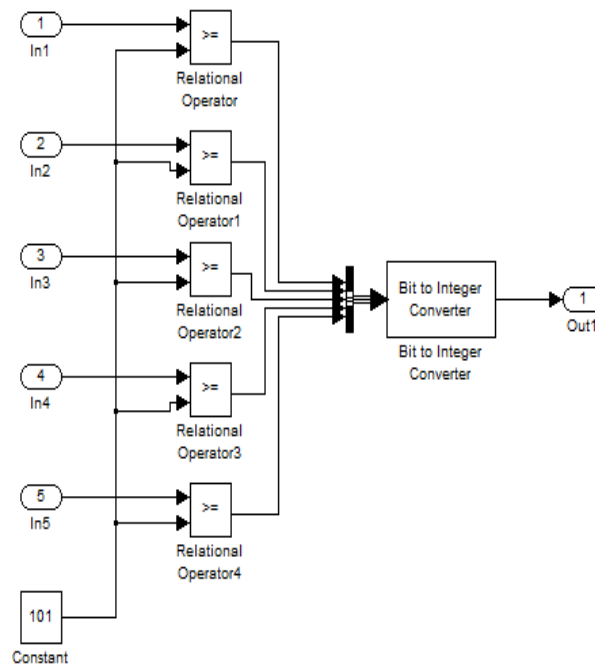 1
In1
>=
Relational
Operator
2
In2
>=
Relational
Operator1
3
In3
>=
Relational
Operator2
Bit to Integer
Converter
Bit to Integer
Converter
1
Out1
4
In4
>=
Relational
Operator3
5
In5
>=
Relational
Operator4
101
Constant